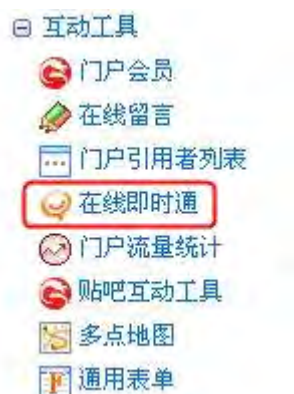 互动工具
门户会员
在线留言
门户引用者列表
在线即时通
门户流量统计
贴吧互动工具
多点地图
通用表单